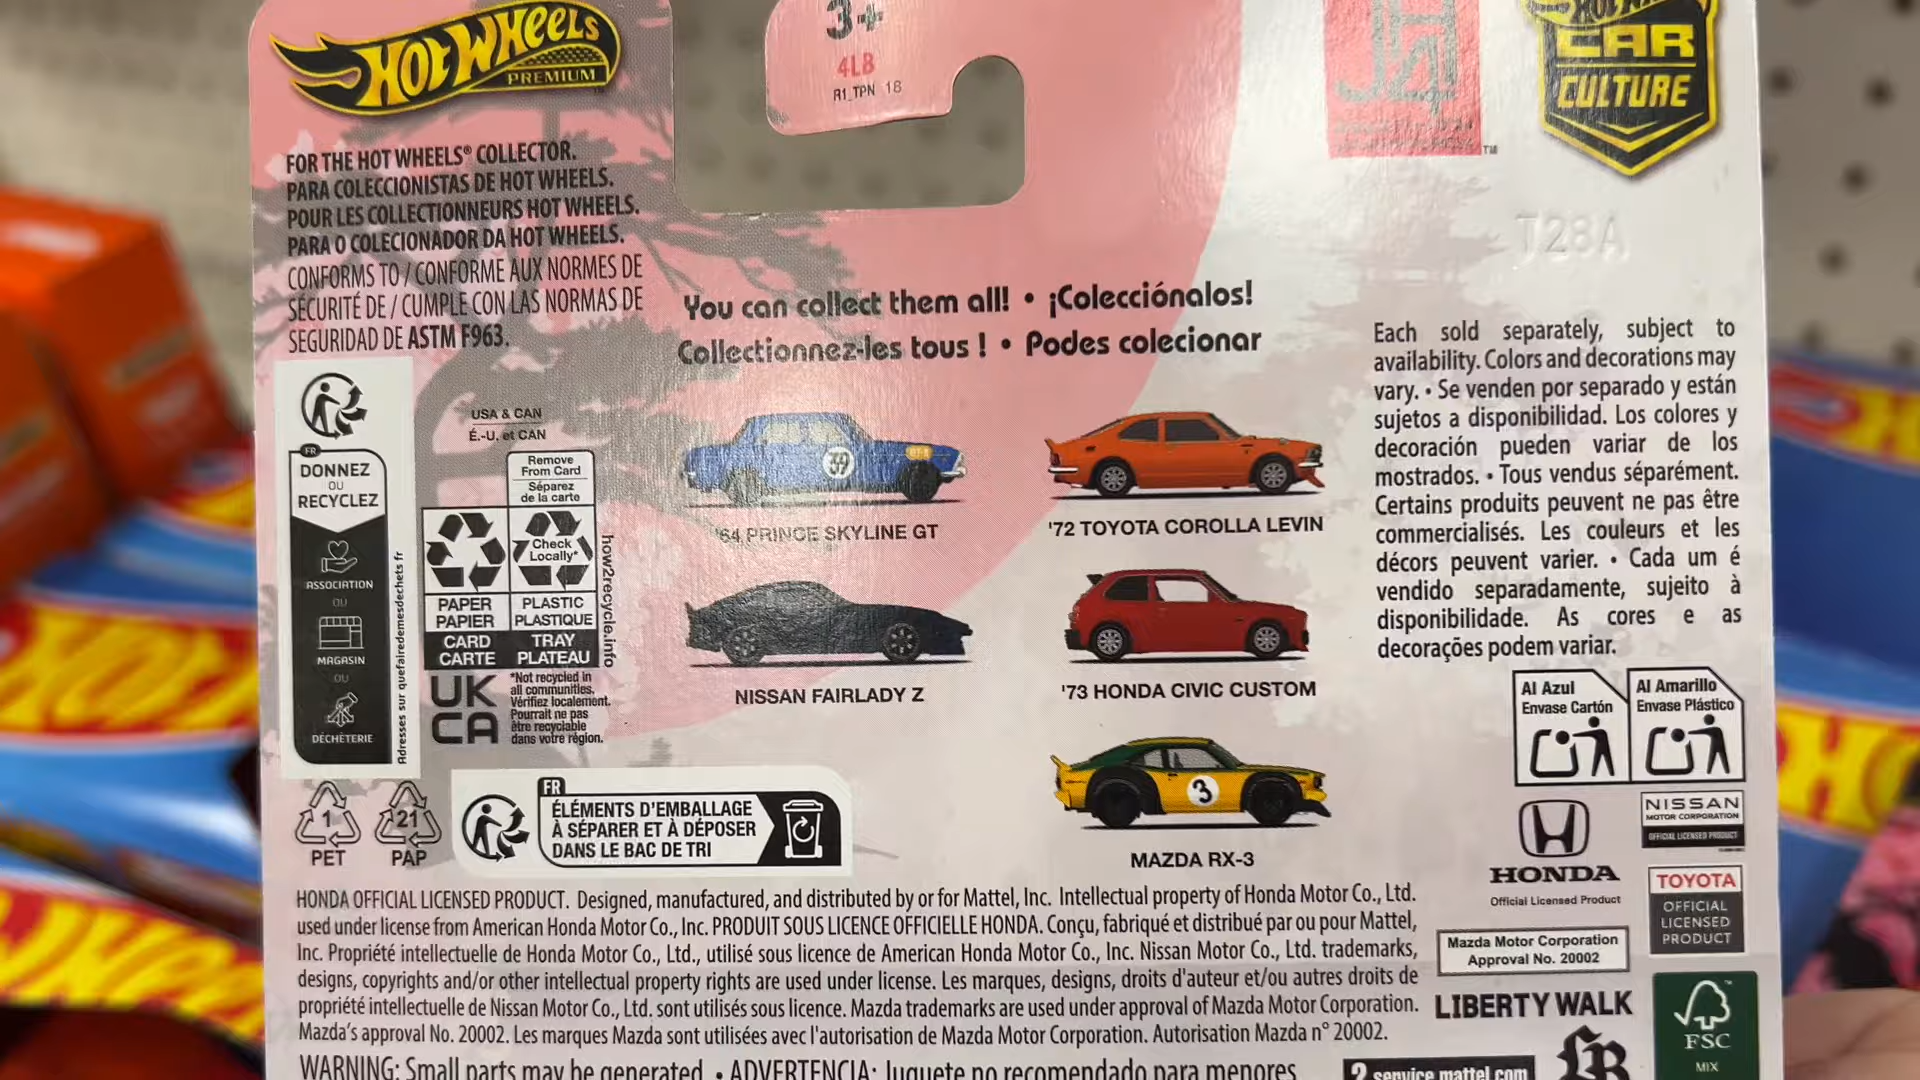 HOT WHEELS
PREMIUM
3+
4L8
R1_TPN 18
HOT WHEELS
CAR
CULTURE
™
T28A
FOR THE HOT WHEELS® COLLECTOR.
PARA COLECCIONISTAS DE HOT WHEELS.
POUR LES COLLECTIONNEURS HOT WHEELS.
PARA O COLECIONADOR DA HOT WHEELS.
CONFORMS TO / CONFORME AUX NORMES DE
SÉCURITÉ DE / CUMPLE CON LAS NORMAS DE
SEGURIDAD DE ASTM F963.
You can collect them all! • ¡Colecciónalos!
Collectionnez-les tous ! • Podes colecionar
Each sold separately, subject to
availability. Colors and decorations may
vary. • Se venden por separado y están
sujetos a disponibilidad. Los colores y
decoración pueden variar de los
mostrados. • Tous vendus séparément.
Certains produits peuvent ne pas être
commercialisés. Les couleurs et les
décors peuvent varier. • Cada um é
vendido separadamente, sujeito à
disponibilidade. As cores e as
decorações podem variar.
FR
DONNEZ
OU
RECYCLEZ
ASSOCIATION
OU
MAGASIN
OU
DÉCHÈTERIE
Adresses sur quefairedemesdechets.fr
USA & CAN
É.-U. et CAN
Remove
From Card
Séparez
de la carte
Check
Locally*
PAPER
PAPIER
PLASTIC
PLASTIQUE
CARD
CARTE
TRAY
PLATEAU
how2recycle.info
UK
CA
*Not recycled in
all communities.
Vérifiez localement.
Pourrait ne pas
être recyclable
dans votre région.
39
GT-R
'64 PRINCE SKYLINE GT
'72 TOYOTA COROLLA LEVIN
NISSAN FAIRLADY Z
'73 HONDA CIVIC CUSTOM
3
MAZDA RX-3
Al Azul
Envase Cartón
Al Amarillo
Envase Plástico
1
PET
21
PAP
FR
ÉLÉMENTS D'EMBALLAGE
À SÉPARER ET À DÉPOSER
DANS LE BAC DE TRI
HONDA
Official Licensed Product
NISSAN
MOTOR CORPORATION
OFFICIAL LICENSED PRODUCT
TOYOTA
OFFICIAL
LICENSED
PRODUCT
Mazda Motor Corporation
Approval No. 20002
LIBERTY WALK
FSC
MIX
HONDA OFFICIAL LICENSED PRODUCT. Designed, manufactured, and distributed by or for Mattel, Inc. Intellectual property of Honda Motor Co., Ltd.
used under license from American Honda Motor Co., Inc. PRODUIT SOUS LICENCE OFFICIELLE HONDA. Conçu, fabriqué et distribué par ou pour Mattel,
Inc. Propriété intellectuelle de Honda Motor Co., Ltd., utilisé sous licence de American Honda Motor Co., Inc. Nissan Motor Co., Ltd. trademarks,
designs, copyrights and/or other intellectual property rights are used under license. Les marques, designs, droits d'auteur et/ou autres droits de
propriété intellectuelle de Nissan Motor Co., Ltd. sont utilisés sous licence. Mazda trademarks are used under approval of Mazda Motor Corporation.
Mazda's approval No. 20002. Les marques Mazda sont utilisées avec l'autorisation de Mazda Motor Corporation. Autorisation Mazda n° 20002.
WARNING: Small parts may be generated. • ADVERTENCIA: Juguete no recomendado para menores
? service.mattel.com